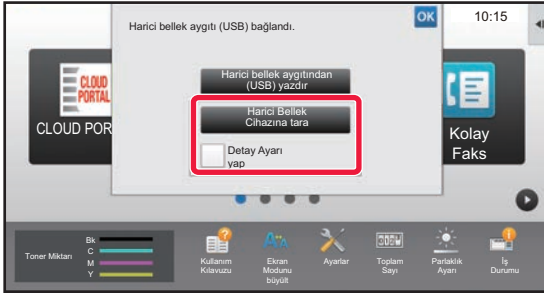 Harici bellek aygıtı (USB) bağlandı.
OK
10:15
Harici bellek aygıtından
(USB) yazdır
Harici Bellek
Cihazına tara
Detay Ayarı
yap
CLOUD
PORTAL
CLOUD POR
Kolay
Faks
Toner Miktarı
Bk
C
M
Y
Kullanım
Kılavuzu
Ekran
Modunu
büyült
Ayarlar
Toplam
Sayı
Parlaklık
Ayarı
İş
Durumu